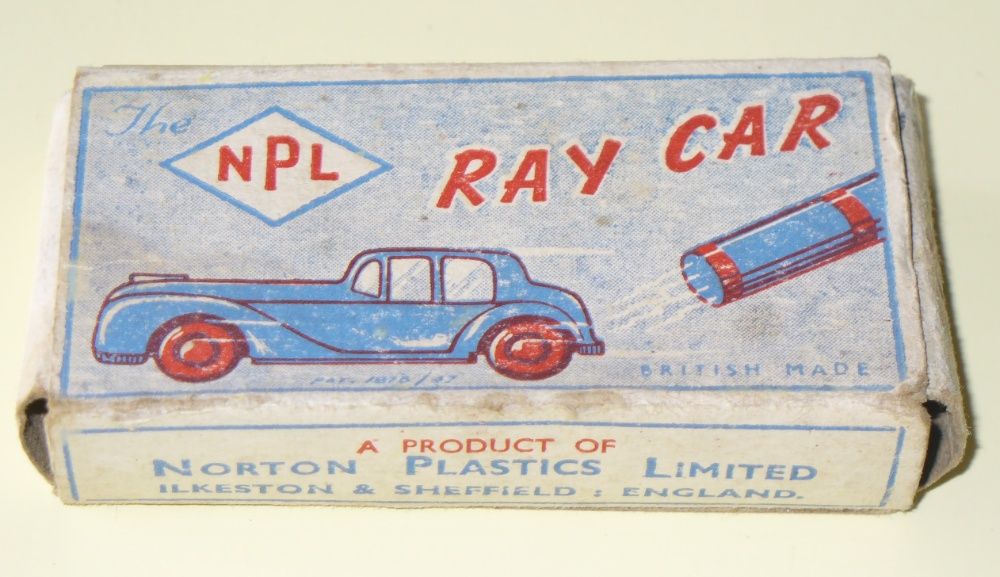 The
NPL
RAY CAR
BRITISH MADE
A PRODUCT OF
NORTON PLASTICS LIMITED
ILKESTON & SHEFFIELD : ENGLAND.